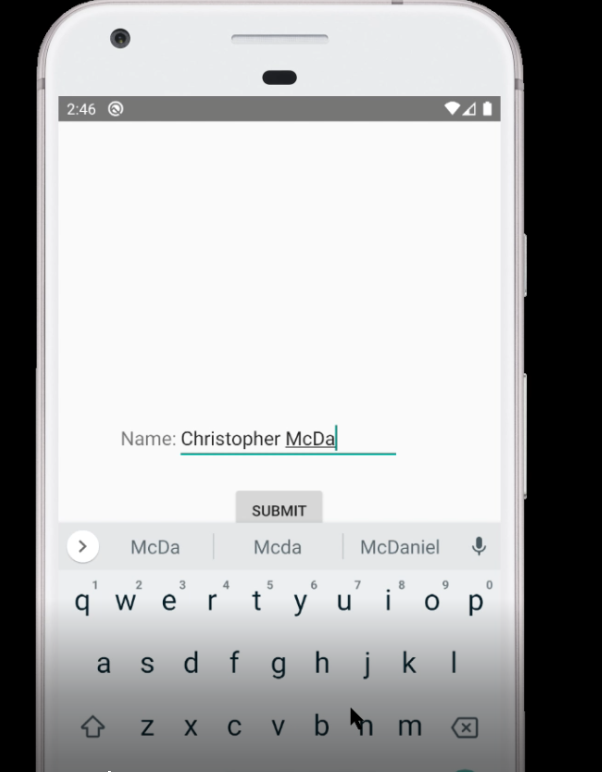 2:46
Name: Christopher McDa
SUBMIT
McDa Mcda McDaniel
1 2 3 4 5 6 7 8 9 0
q w e r t y u i o p
a s d f g h j k l
z x c v b n m